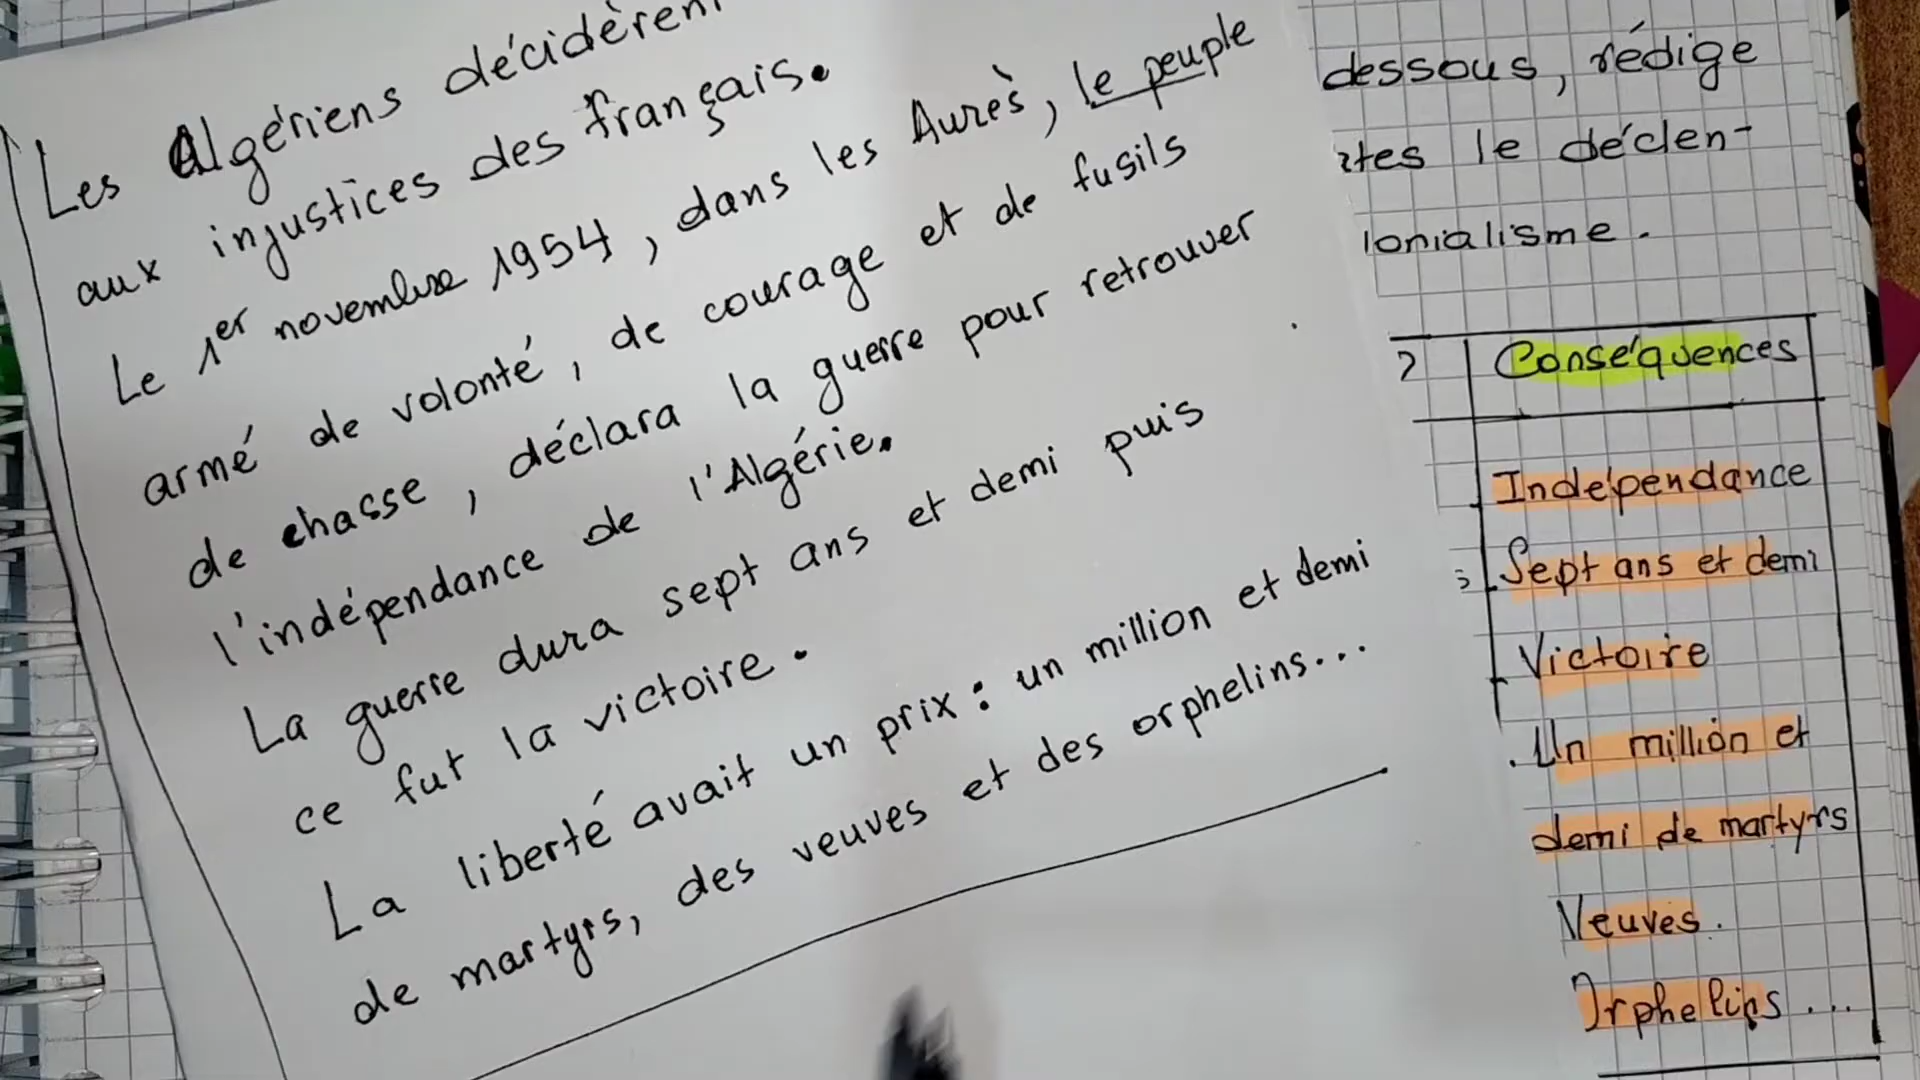 Les Algériens décidèrent
aux injustices des français.
Le 1er novembre 1954, dans les Aurès, le peuple
armé de volonté, de courage et de fusils
de chasse, déclara la guerre pour retrouver
l'indépendance de l'Algérie.
La guerre dura sept ans et demi puis
ce fut la victoire.
La liberté avait un prix : un million et demi
de martyrs, des veuves et des orphelins...
dessous, rédige
le déclen-
lonialisme.
?
Conséquences
Indépendance
Sept ans et demi
Victoire
. Un million et
demi de martyrs
Veuves.
Orphelins ...